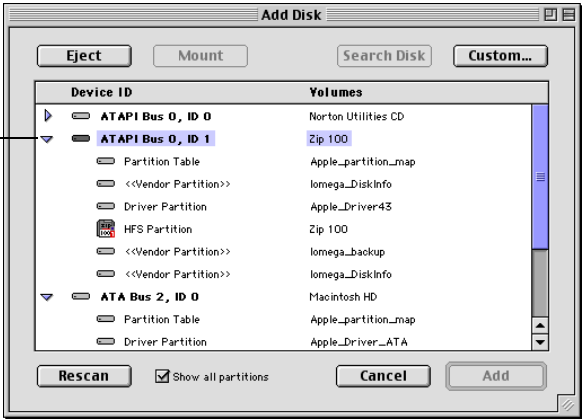 Add Disk
Eject Mount Search Disk Custom...
Device ID Volumes
ATAPI Bus 0, ID 0 Norton Utilities CD
ATAPI Bus 0, ID 1 Zip 100
Partition Table Apple_partition_map
<<Vendor Partition>> Iomega_DiskInfo
Driver Partition Apple_Driver43
HFS Partition Zip 100
<<Vendor Partition>> Iomega_backup
<<Vendor Partition>> Iomega_DiskInfo
ATA Bus 2, ID 0 Macintosh HD
Partition Table Apple_partition_map
Driver Partition Apple_Driver_ATA
Rescan Show all partitions Cancel Add